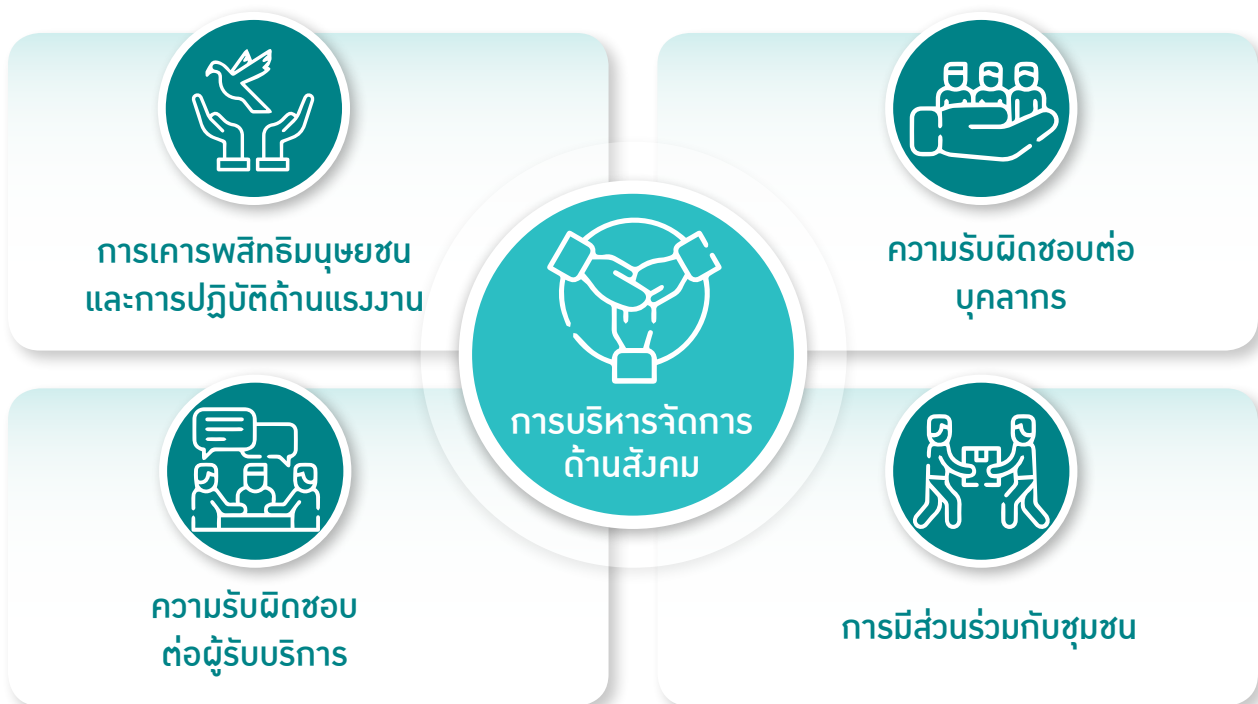 การเคารพสิทธิมนุษยชน
และการปฏิบัติด้านแรงงาน
ความรับผิดชอบต่อ
บุคลากร
การบริหารจัดการ
ด้านสังคม
ความรับผิดชอบ
ต่อผู้รับบริการ
การมีส่วนร่วมกับชุมชน